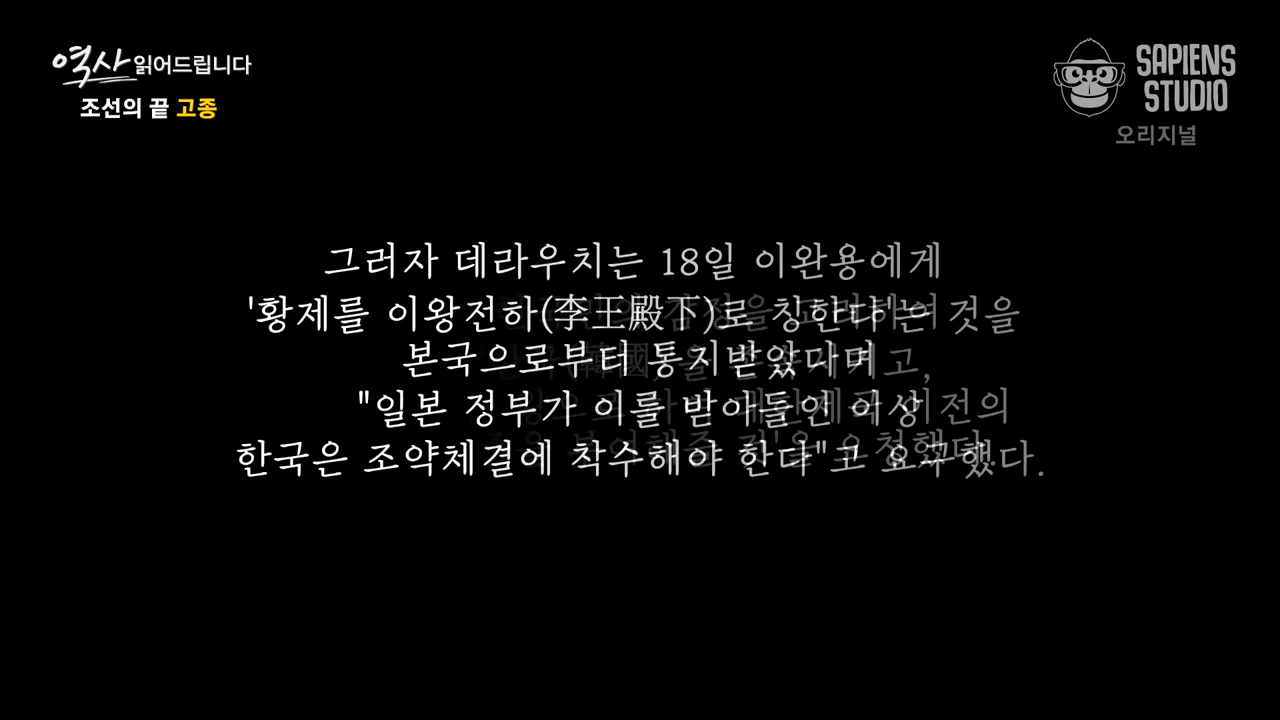 역사 읽어드립니다
조선의 끝 고종
SAPIENS
STUDIO
오리지널
그러자 데라우치는 18일 이완용에게
'황제를 이왕전하(李王殿下)로 칭한다'는 것을
본국으로부터 통지받았다며
"일본 정부가 이를 받아들인 이상
한국은 조약체결에 착수해야 한다"고 요구했다.